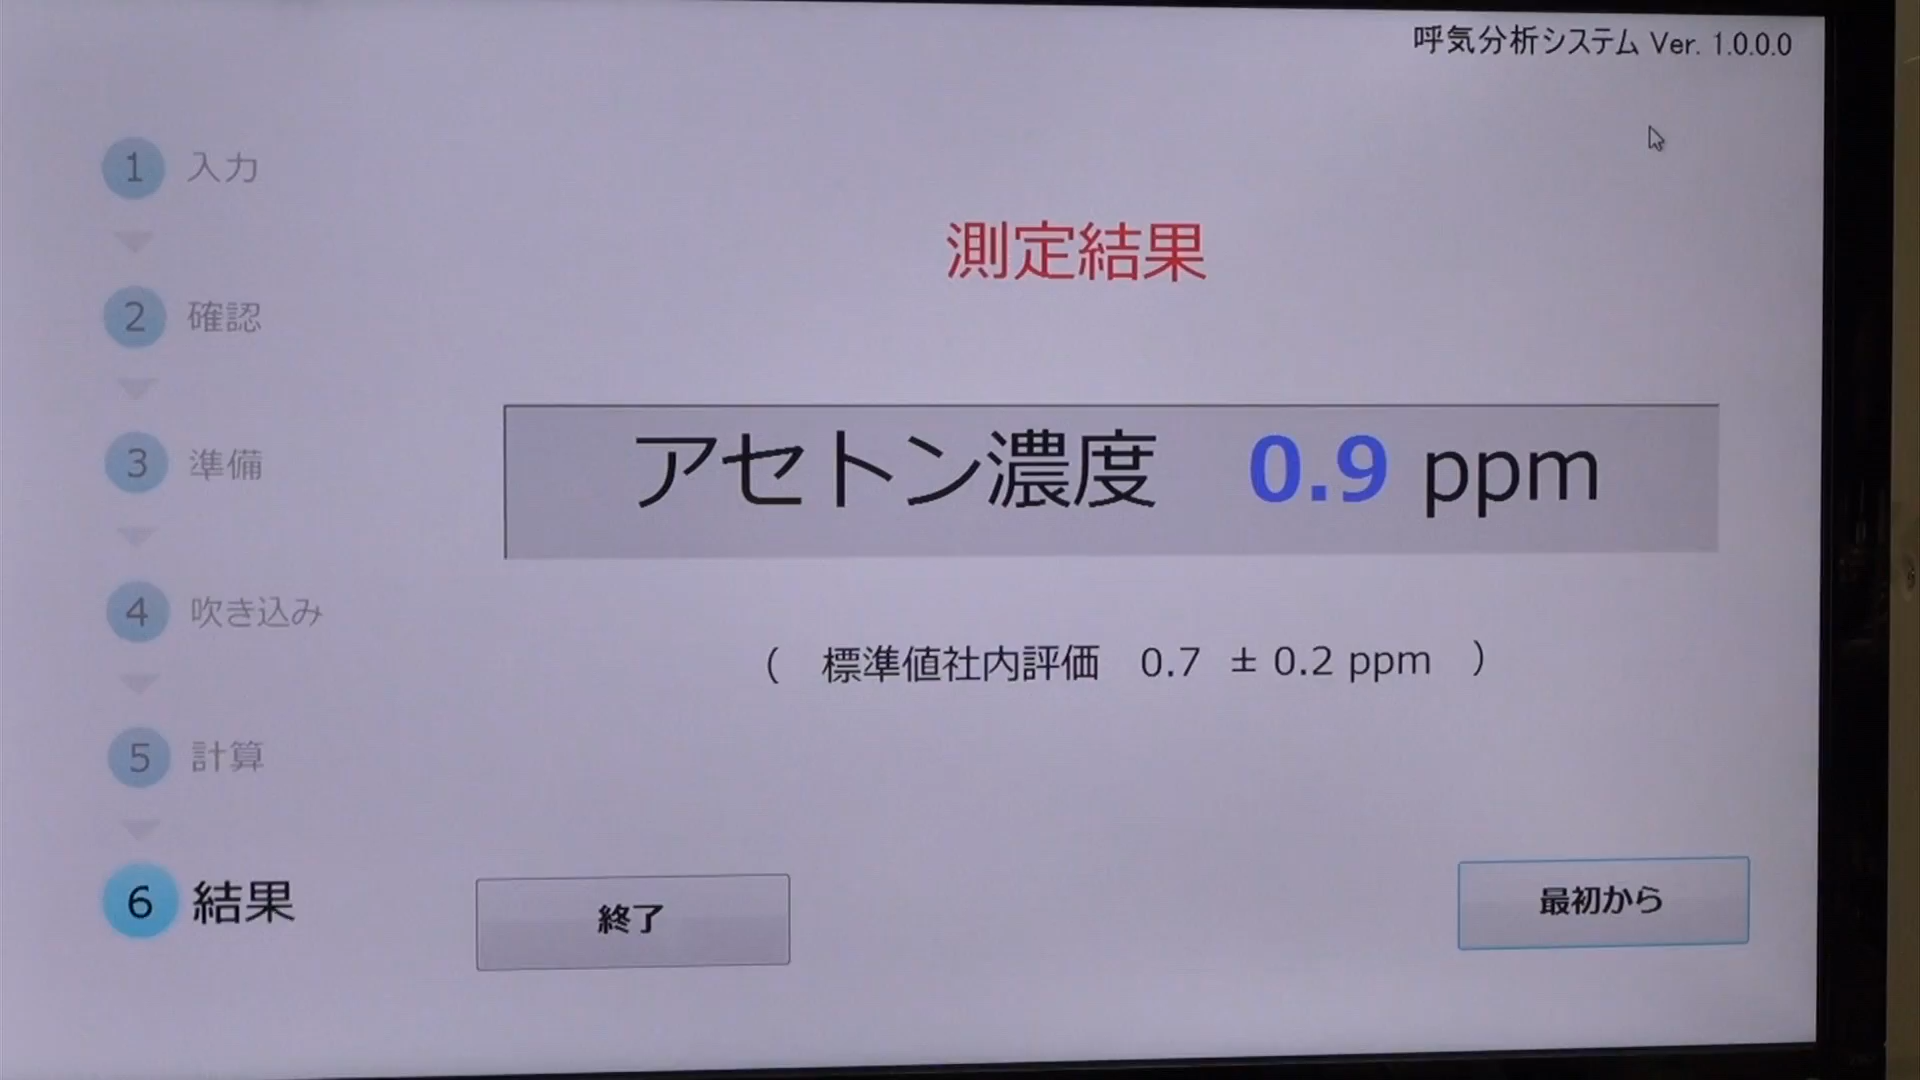 呼気分析システム Ver. 1.0.0.0
1 入力
2 確認
3 準備
4 吹き込み
5 計算
6 結果
測定結果
アセトン濃度 0.9 ppm
( 標準値社内評価 0.7 ± 0.2 ppm )
終了
最初から